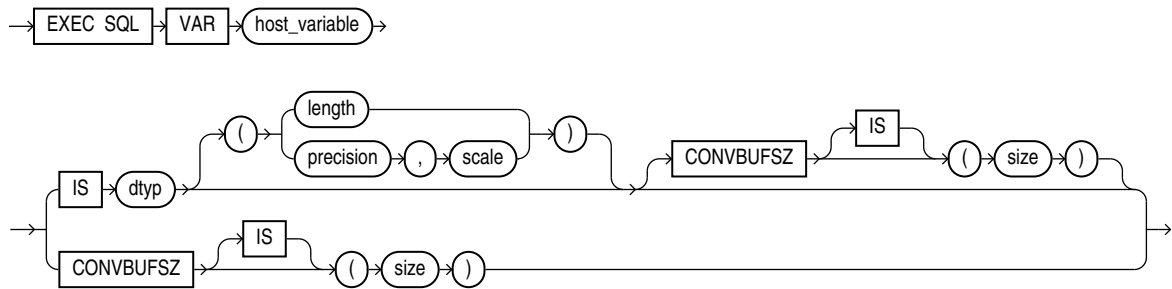 EXEC SQL VAR host_variable
length
( ) IS
precision , scale CONVBUFSZ ( size )
IS dtyp
IS
CONVBUFSZ ( size )